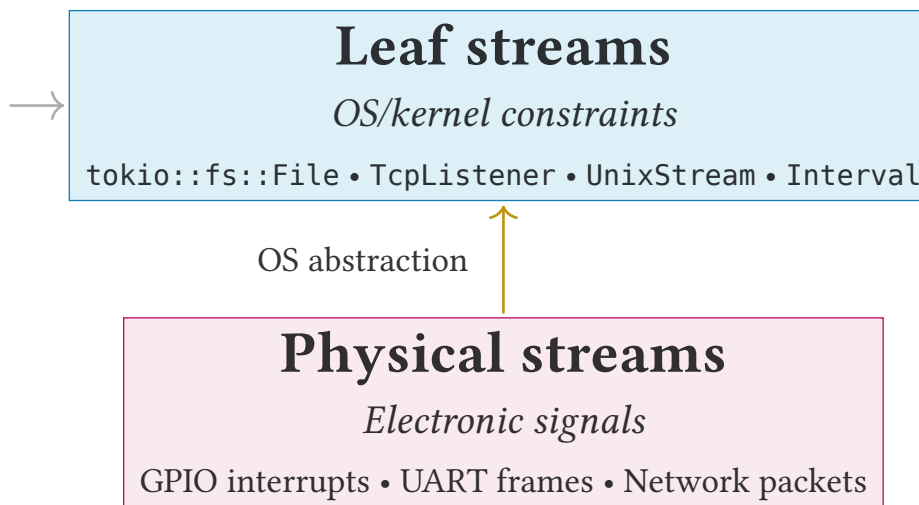 Leaf streams
OS/kernel constraints
tokio::fs::File • TcpListener • UnixStream • Interval
OS abstraction
Physical streams
Electronic signals
GPIO interrupts • UART frames • Network packets